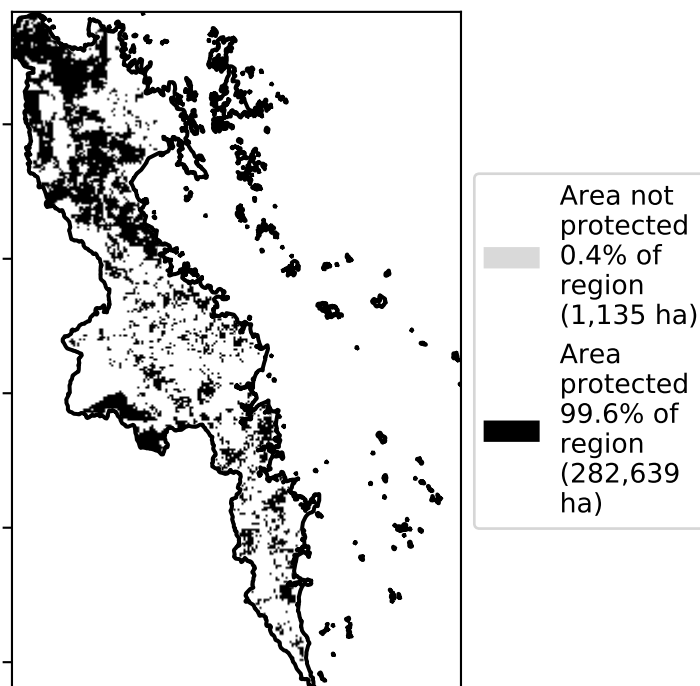 Area not
protected
0.4% of
region
(1,135 ha)
Area
protected
99.6% of
region
(282,639
ha)